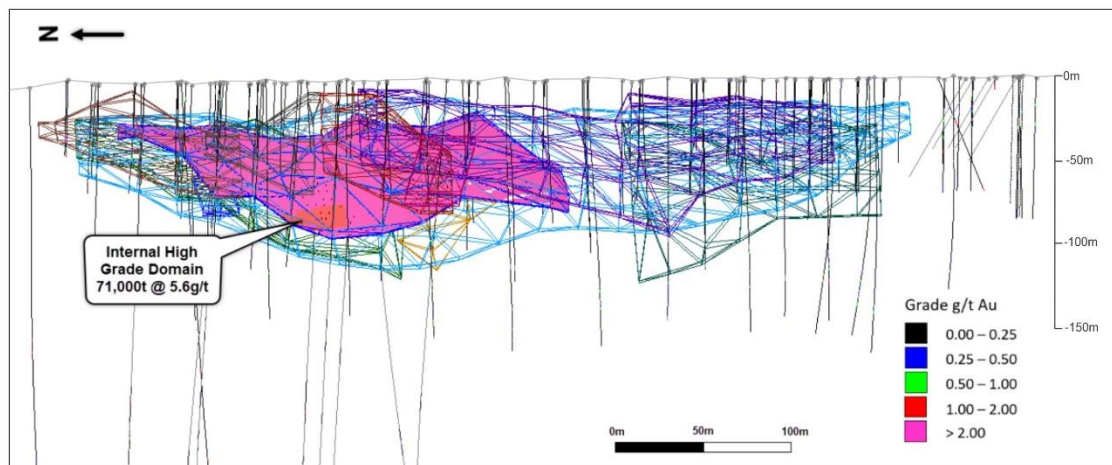 N
0m
-50m
-100m
-150m
Internal High
Grade Domain
71,000t @ 5.6g/t
Grade g/t Au
0.00 – 0.25
0.25 – 0.50
0.50 – 1.00
1.00 – 2.00
> 2.00
0m 50m 100m